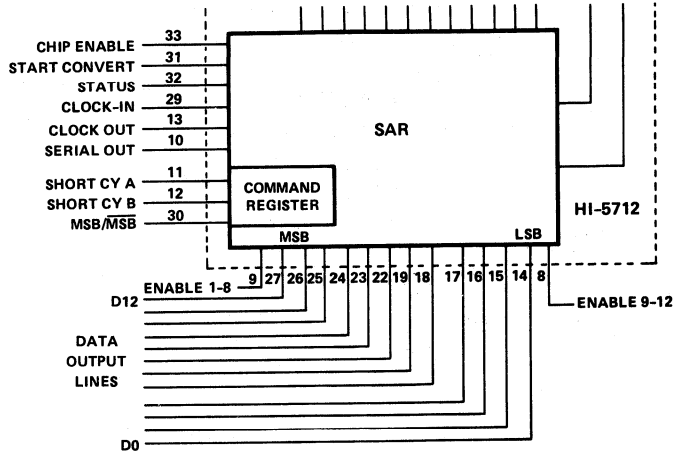 CHIP ENABLE 33
START CONVERT 31
STATUS 32
CLOCK-IN 29
CLOCK OUT 13
SERIAL OUT 10
SAR
SHORT CY A 11
SHORT CY B 12
MSB/MSB 30
COMMAND
REGISTER
HI-5712
MSB LSB
9 27 26 25 24 23 22 19 18 17 16 15 14 8
ENABLE 1-8
D12
ENABLE 9-12
DATA
OUTPUT
LINES
D0